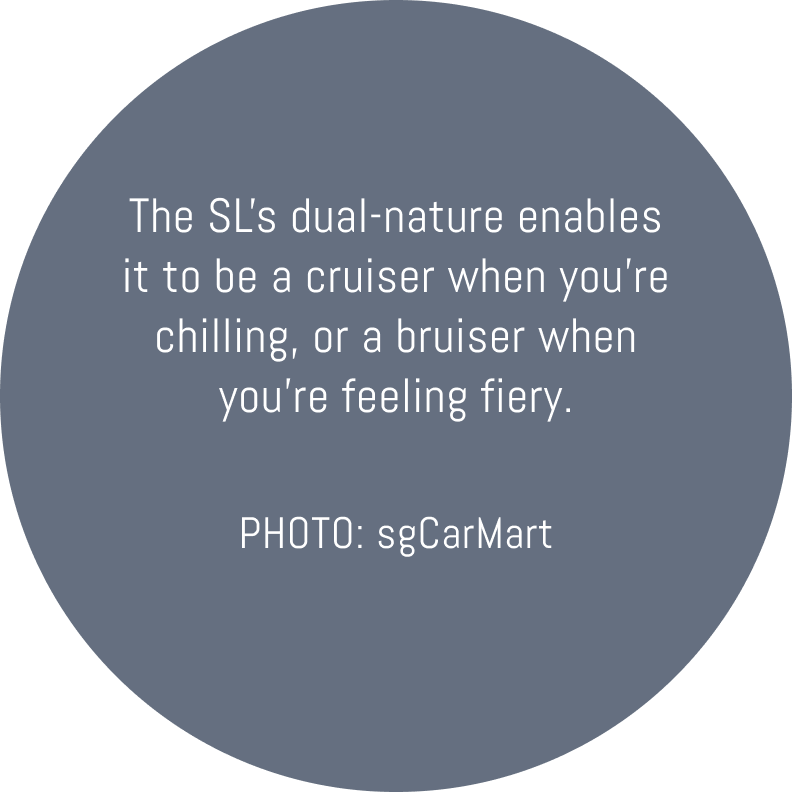 The SL’s dual-nature enables
it to be a cruiser when you’re
chilling, or a bruiser when
you’re feeling fiery.
PHOTO: sgCarMart